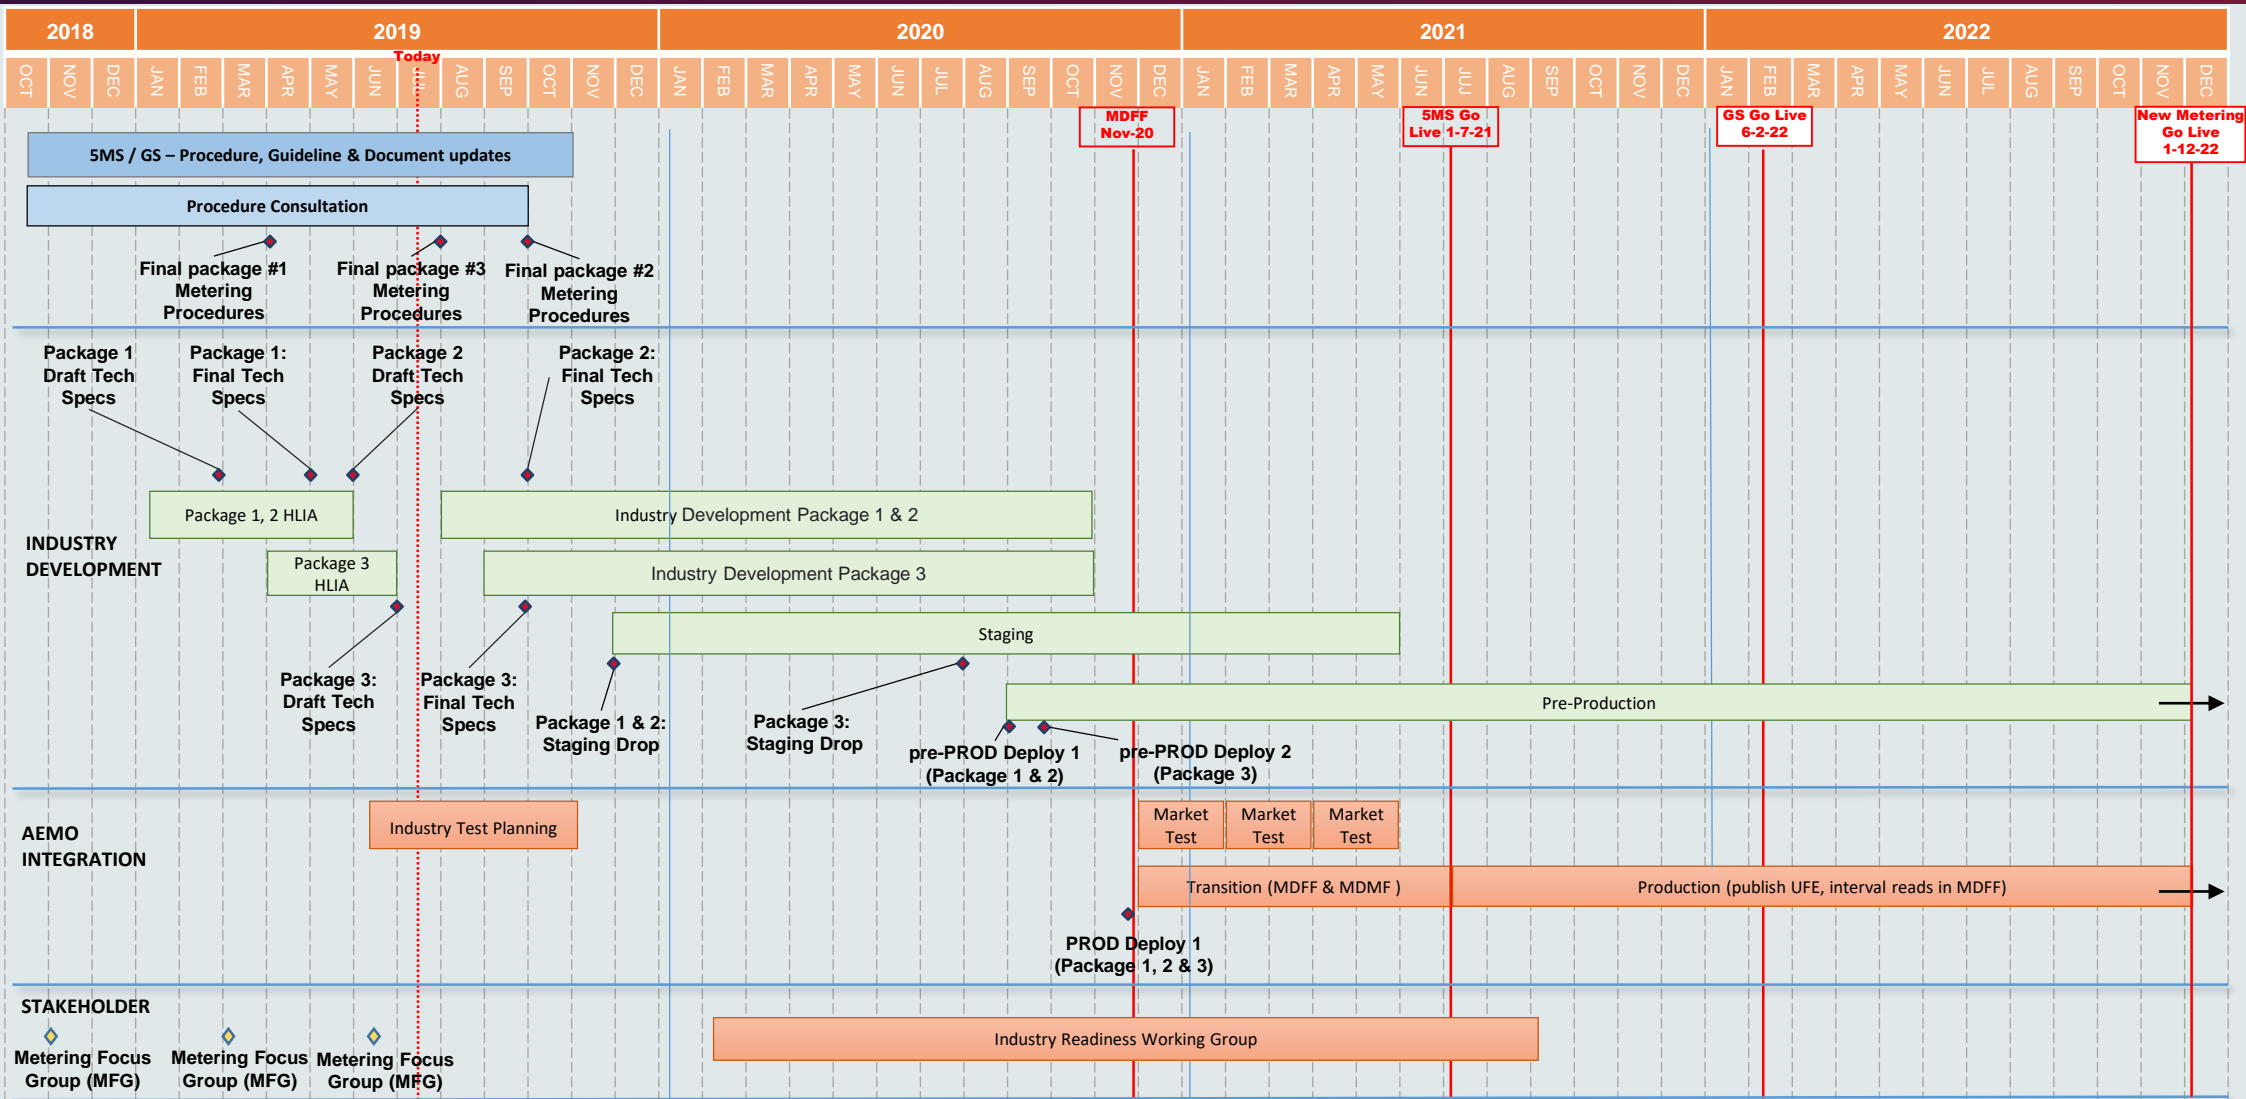 2018
2019
2020
2021
2022
Today
OCT
NOV
DEC
JAN
FEB
MAR
APR
MAY
JUN
JUL
AUG
SEP
OCT
NOV
DEC
JAN
FEB
MAR
APR
MAY
JUN
JUL
AUG
SEP
OCT
NOV
DEC
JAN
FEB
MAR
APR
MAY
JUN
JUJ
AUG
SEP
OCT
NOV
DEC
JAN
FEB
MAR
APR
MAY
JUN
JUL
AUG
SEP
OCT
NOV
DEC
MDFF
Nov-20
5MS Go
Live 1-7-21
GS Go Live
6-2-22
New Metering
Go Live
1-12-22
5MS / GS – Procedure, Guideline & Document updates
Procedure Consultation
Final package #1
Metering
Procedures
Final package #3
Metering
Procedures
Final package #2
Metering
Procedures
Package 1
Draft Tech
Specs
Package 1:
Final Tech
Specs
Package 2
Draft Tech
Specs
Package 2:
Final Tech
Specs
INDUSTRY
DEVELOPMENT
Package 1, 2 HLIA
Industry Development Package 1 & 2
Package 3
HLIA
Industry Development Package 3
Staging
Package 3:
Draft Tech
Specs
Package 3:
Final Tech
Specs
Package 1 & 2:
Staging Drop
Package 3:
Staging Drop
Pre-Production
pre-PROD Deploy 1
(Package 1 & 2)
pre-PROD Deploy 2
(Package 3)
AEMO
INTEGRATION
Industry Test Planning
Market
Test
Market
Test
Market
Test
Transition (MDFF & MDMF )
Production (publish UFE, interval reads in MDFF)
PROD Deploy 1
(Package 1, 2 & 3)
STAKEHOLDER
Metering Focus
Group (MFG)
Metering Focus
Group (MFG)
Metering Focus
Group (MFG)
Industry Readiness Working Group